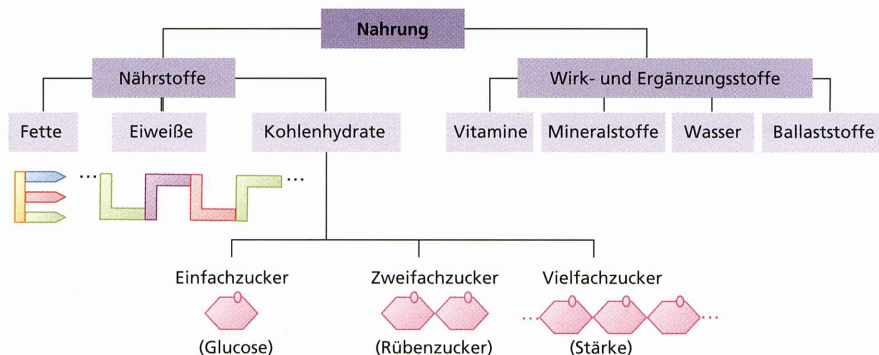 Nahrung
Nährstoffe
Wirk- und Ergänzungsstoffe
Fette
Eiweiße
Kohlenhydrate
Vitamine
Mineralstoffe
Wasser
Ballaststoffe
... ...
Einfachzucker
Zweifachzucker
Vielfachzucker
... ...
(Glucose)
(Rübenzucker)
(Stärke)